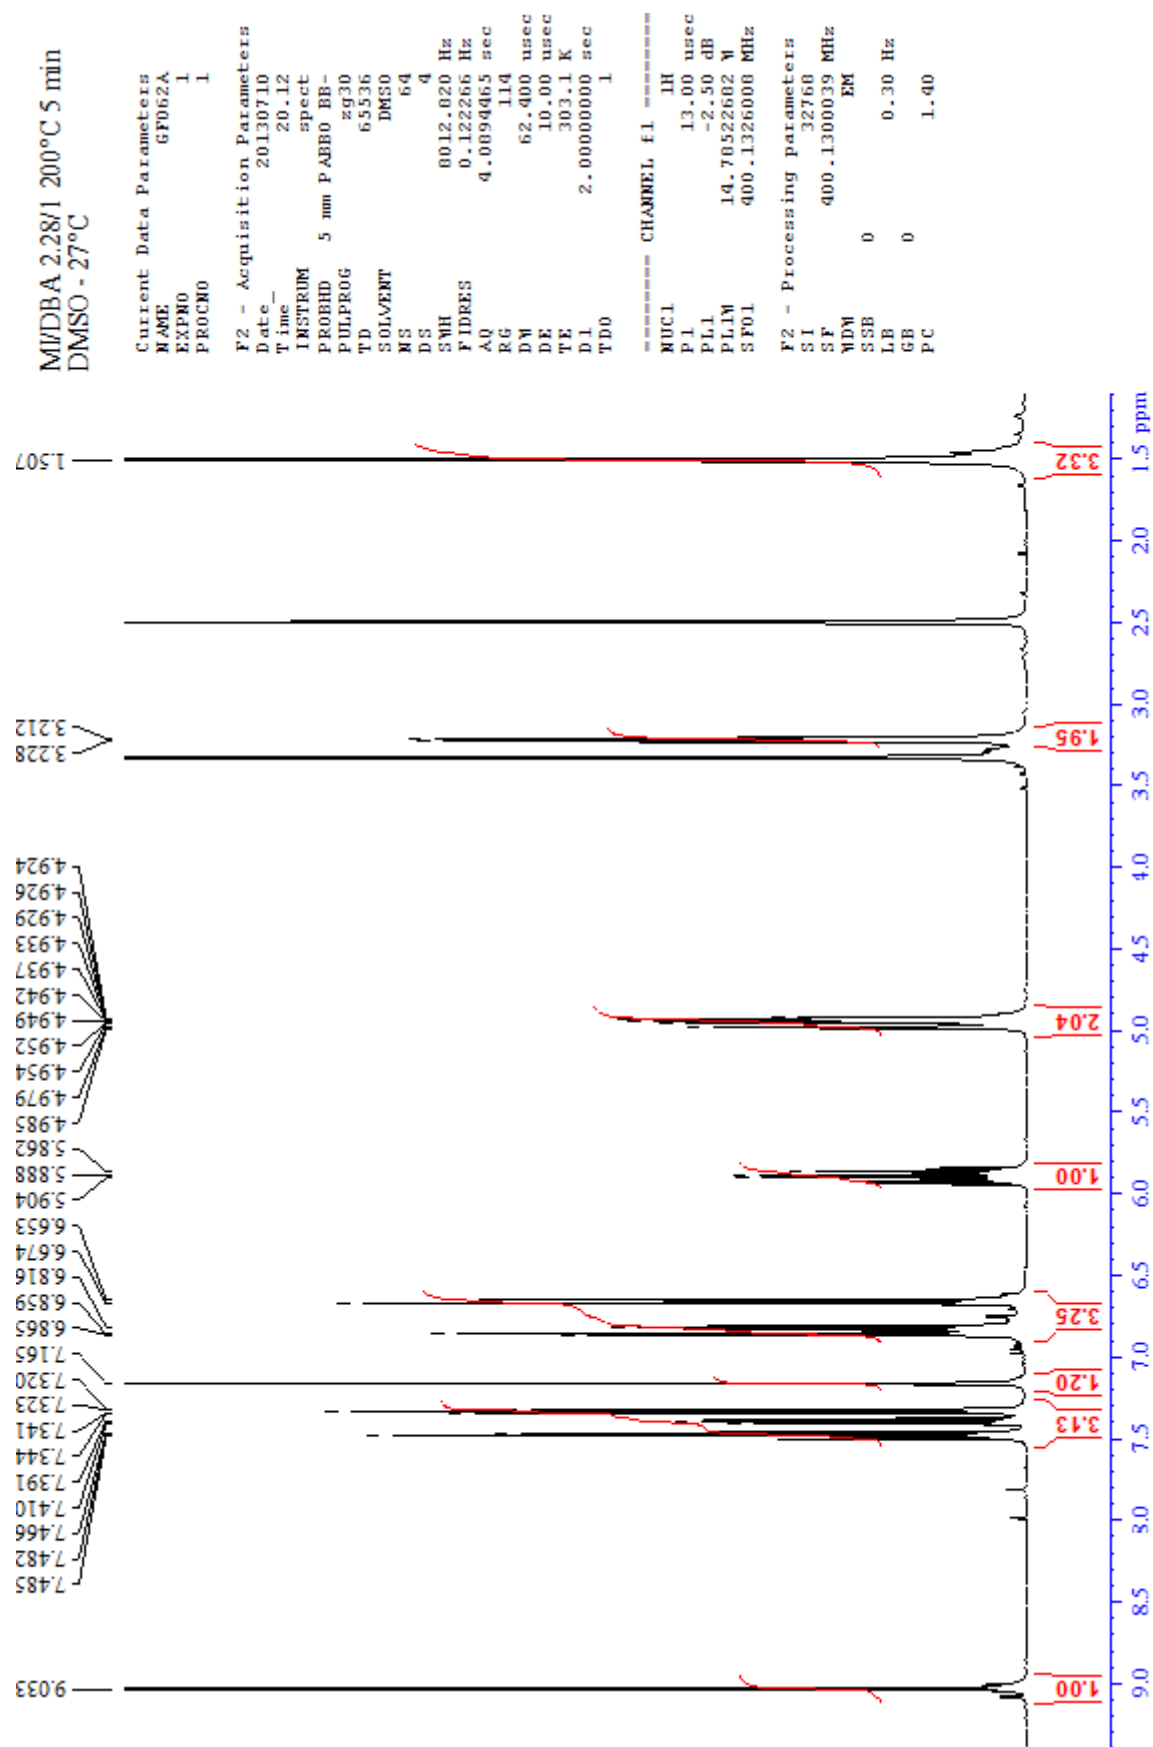 MI/DBA 2.28/1 200°C 5 min
DMSO - 27°C
Current Data Parameters
NAME GF062A
EXPNO 1
PROCNO 1
F2 - Acquisition Parameters
Date_ 20130710
Time 20.12
INSTRUM spect
PROBHD 5 mm PABBO BB-
PULPROG zg30
TD 65536
SOLVENT DMSO
NS 64
DS 4
SWH 8012.820 Hz
FIDRES 0.122266 Hz
AQ 4.0894465 sec
RG 114
DW 62.400 usec
DE 10.00 usec
TE 303.1 K
D1 2.00000000 sec
TD0 1
======== CHANNEL f1 ========
NUC1 1H
P1 13.00 usec
PL1 -2.50 dB
PL1W 14.78522682 W
SFO1 400.1326008 MHz
F2 - Processing parameters
SI 32768
SF 400.1300039 MHz
WDW EM
SSB 0
LB 0.30 Hz
GB 0
PC 1.40
9.033
7.485
7.482
7.466
7.410
7.391
7.344
7.341
7.323
7.320
7.165
6.865
6.859
6.816
6.674
6.653
5.904
5.888
5.862
4.985
4.979
4.954
4.952
4.949
4.942
4.937
4.933
4.929
4.926
4.924
3.228
3.212
1.507
1.00
3.13
1.20
3.25
1.00
2.04
1.95
3.32
9.0 8.5 8.0 7.5 7.0 6.5 6.0 5.5 5.0 4.5 4.0 3.5 3.0 2.5 2.0 1.5 ppm